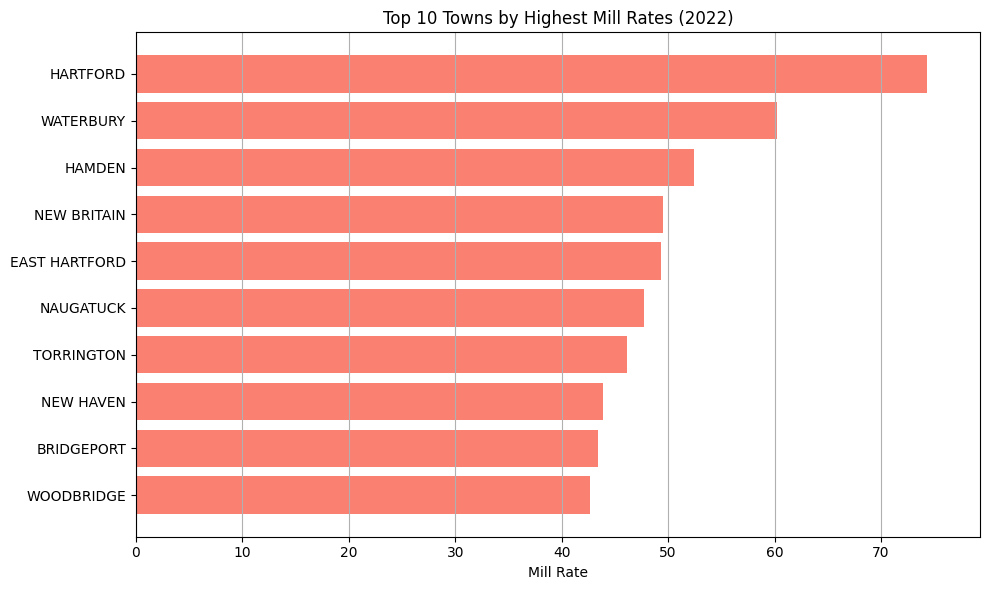 Top 10 Towns by Highest Mill Rates (2022)
HARTFORD
WATERBURY
HAMDEN
NEW BRITAIN
EAST HARTFORD
NAUGATUCK
TORRINGTON
NEW HAVEN
BRIDGEPORT
WOODBRIDGE
0 10 20 30 40 50 60 70
Mill Rate